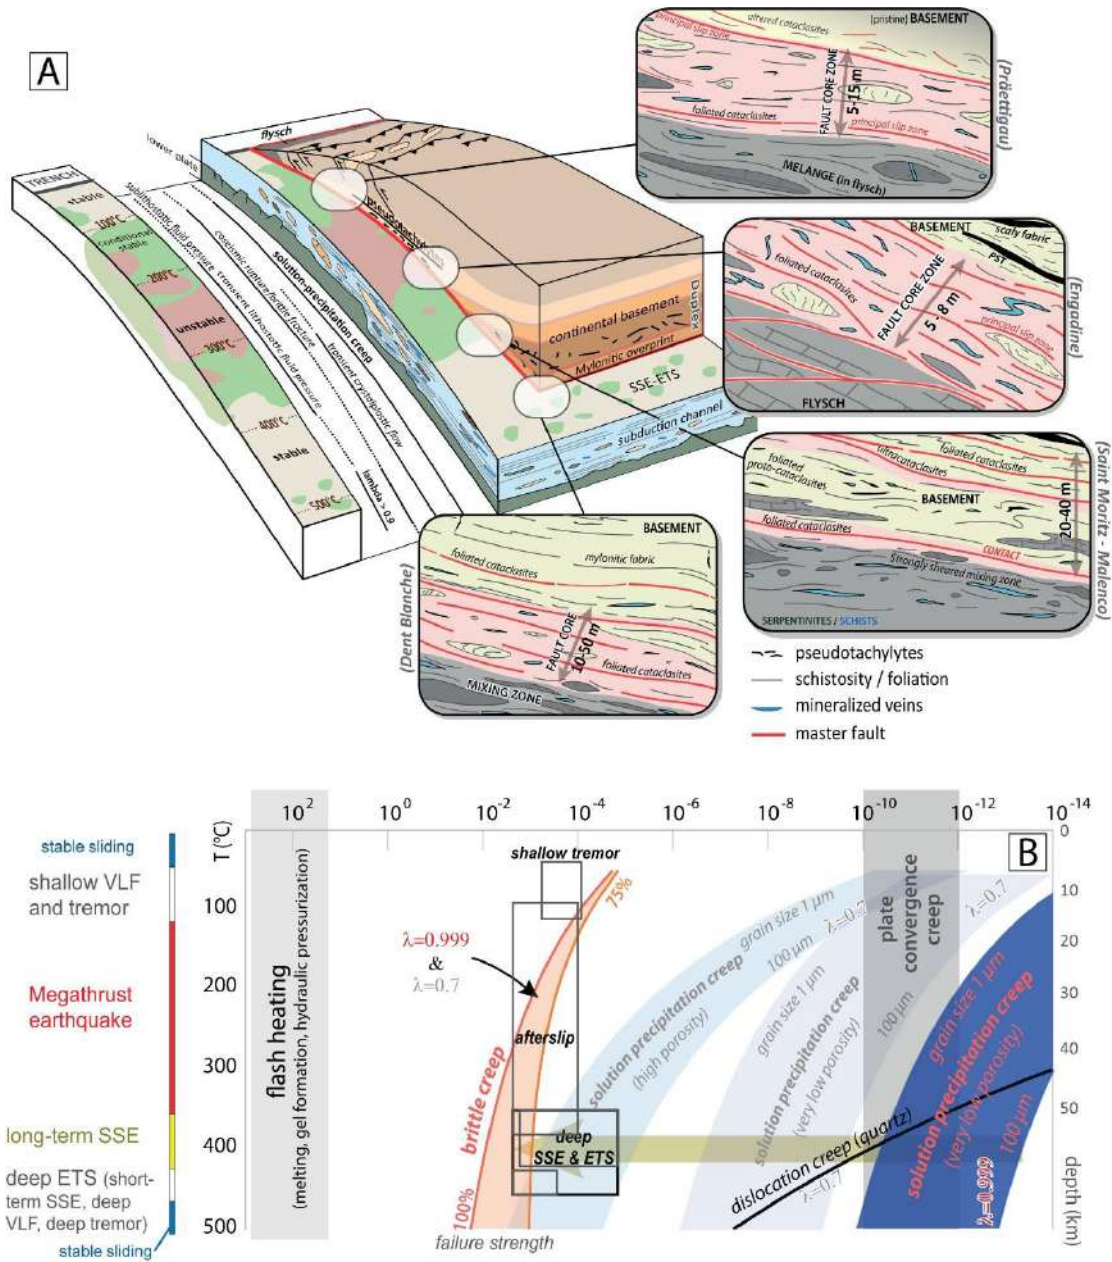 A
TRENCH
stable
100°C
conditional
stable
200°C
unstable
300°C
400°C
stable
500°C
lower plate
flysch
Sublithostatic fluid pressure
transient lithostatic fluid pressure
coseismic rupture/brittle fracture
solution-precipitation creep
transient crystalplastic flow
lambda > 0.9
pseudotachy
continental basement
Mylonitic overprint
Duplex
SSE-ETS
subduction channel
principal slip zone
altered cataclasites
(pristine) BASEMENT
FAULT CORE ZONE
5-15 m
foliated cataclasites
principal slip zone
MELANGE (in flysch)
(Präettigau)
BASEMENT
scaly fabric
PST
foliated cataclasites
FAULT CORE ZONE
5 - 8 m
principal slip zone
FLYSCH
(Engadine)
foliated
proto-cataclasites
ultracataclasites
foliated cataclasites
BASEMENT
20-40 m
foliated cataclasites
CONTACT
Strongly sheared mixing zone
SERPENTINITES / SCHISTS
(Saint Moritz - Malenco)
BASEMENT
foliated cataclasites
mylonitic fabric
FAULT CORE
10-50 m
foliated cataclasites
MIXING ZONE
(Dent Blanche)
pseudotachylytes
schistosity / foliation
mineralized veins
master fault
B
10² 10⁰ 10⁻² 10⁻⁴ 10⁻⁶ 10⁻⁸ 10⁻¹⁰ 10⁻¹² 10⁻¹⁴
T (°C)
100
200
300
400
500
0
10
20
30
40
50
depth (km)
stable sliding
shallow VLF
and tremor
Megathrust
earthquake
long-term SSE
deep ETS (short-
term SSE, deep
VLF, deep tremor)
stable sliding
flash heating
(melting, gel formation, hydraulic pressurization)
shallow tremor
75%
λ=0.999
&
λ=0.7
afterslip
brittle creep
100%
failure strength
deep
SSE & ETS
grain size 1 µm
λ=0.7
100 µm
solution precipitation creep
(high porosity)
grain size 1 µm
solution precipitation creep
(very low porosity)
100 µm
λ=0.7
λ=0.7
plate
convergence
creep
dislocation creep (quartz)
grain size 1 µm
solution precipitation creep
(very low porosity)
100 µm
λ=0.999